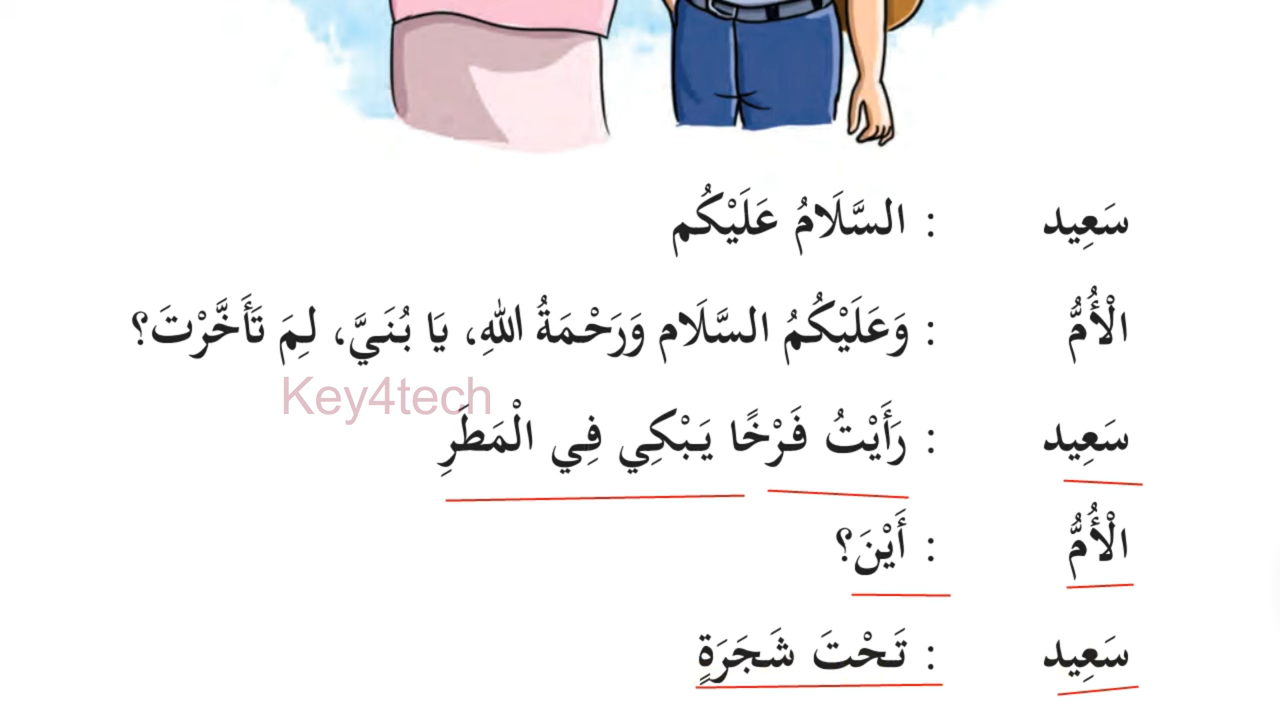 سَعِيد : السَّلَامُ عَلَيْكُم
الْأُمُّ : وَعَلَيْكُمُ السَّلَام وَرَحْمَةُ اللهِ، يَا بُنَيَّ، لِمَ تَأَخَّرْتَ؟
Key4tech
سَعِيد : رَأَيْتُ فَرْخًا يَبْكِي فِي الْمَطَرِ
الْأُمُّ : أَيْنَ؟
سَعِيد : تَحْتَ شَجَرَةٍ